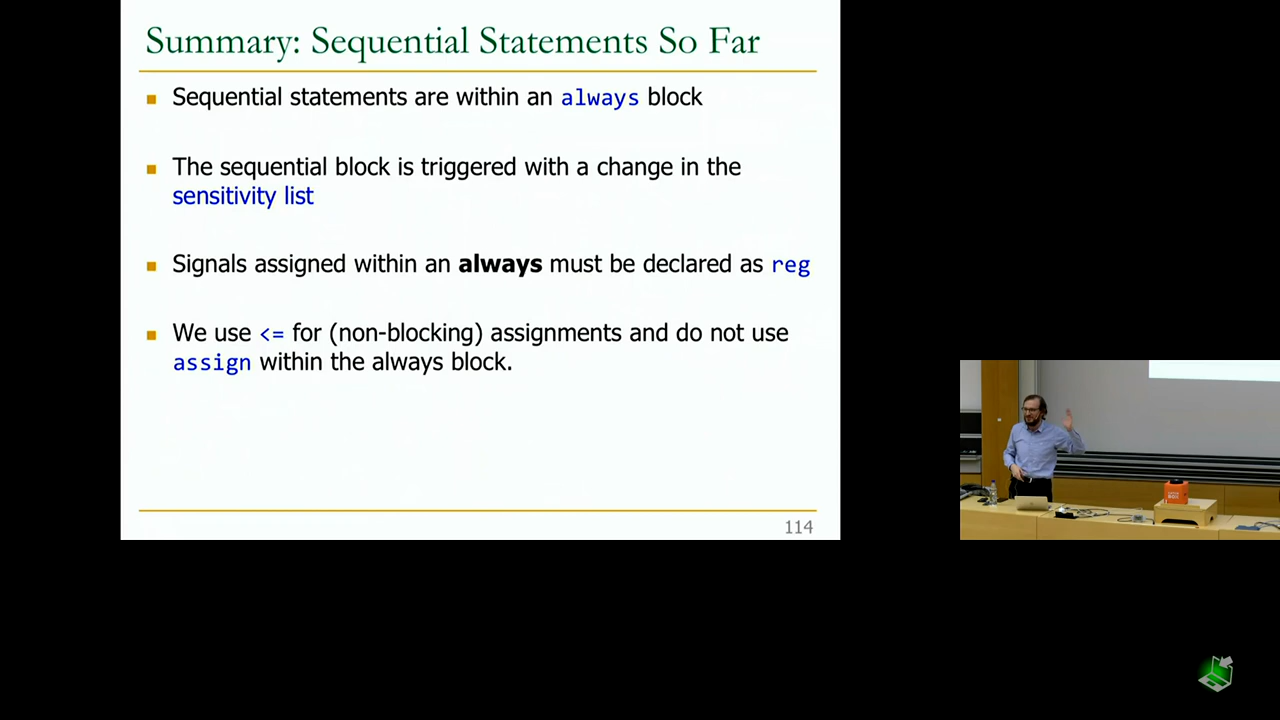 Summary: Sequential Statements So Far
Sequential statements are within an always block
The sequential block is triggered with a change in the
sensitivity list
Signals assigned within an always must be declared as reg
We use <= for (non-blocking) assignments and do not use
assign within the always block.
114